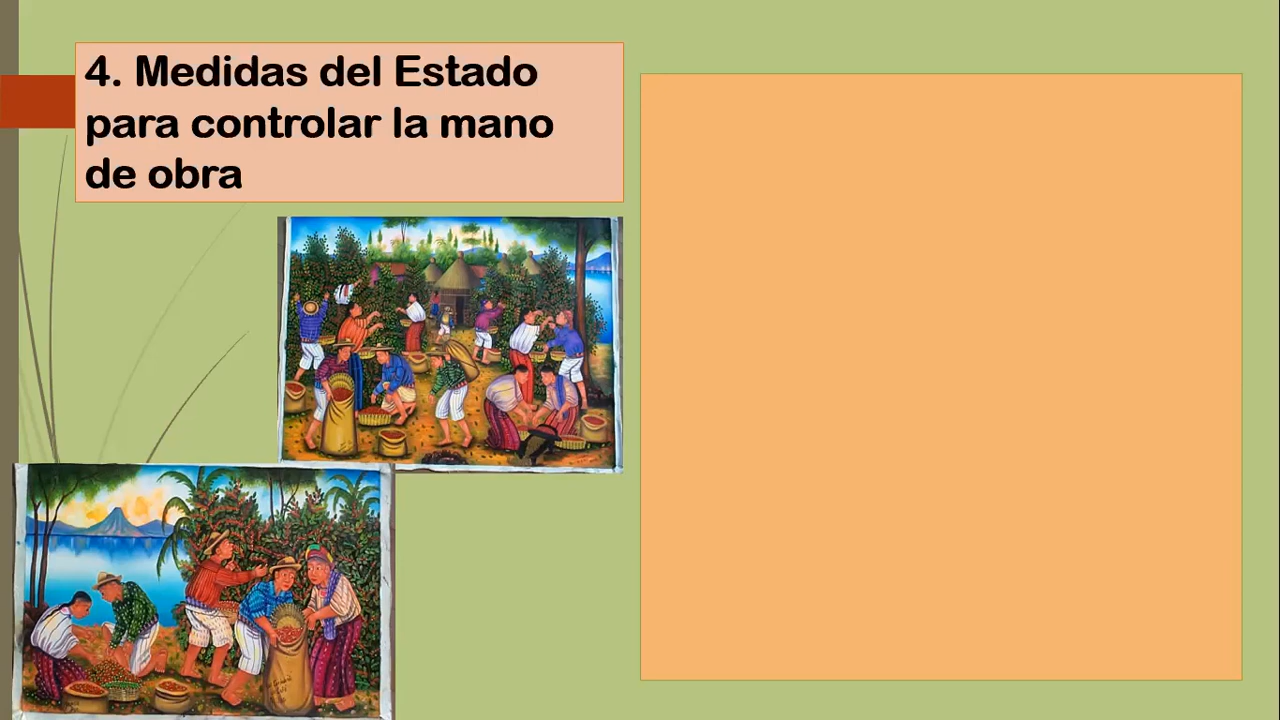 4. Medidas del Estado
para controlar la mano
de obra